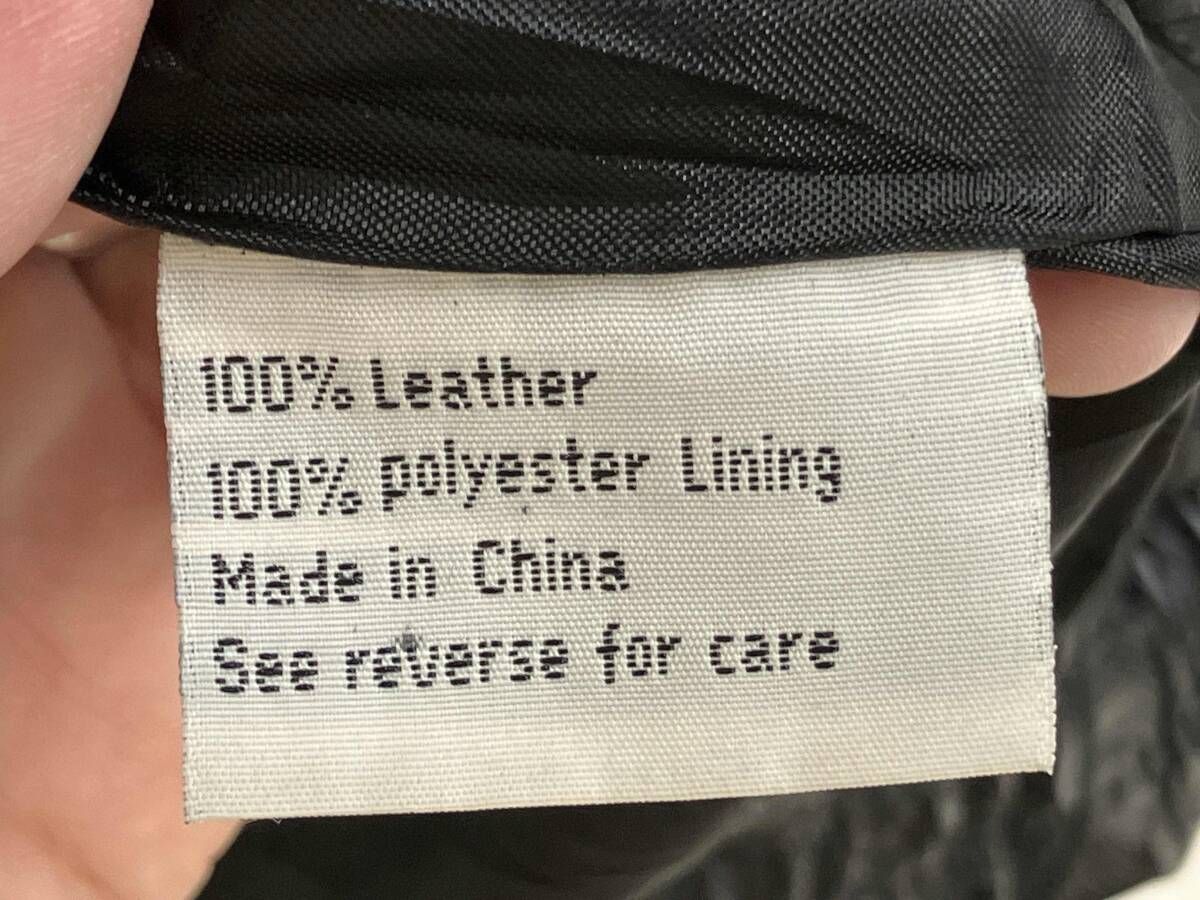 100% Leather
100% polyester Lining
Made in China
See reverse for care